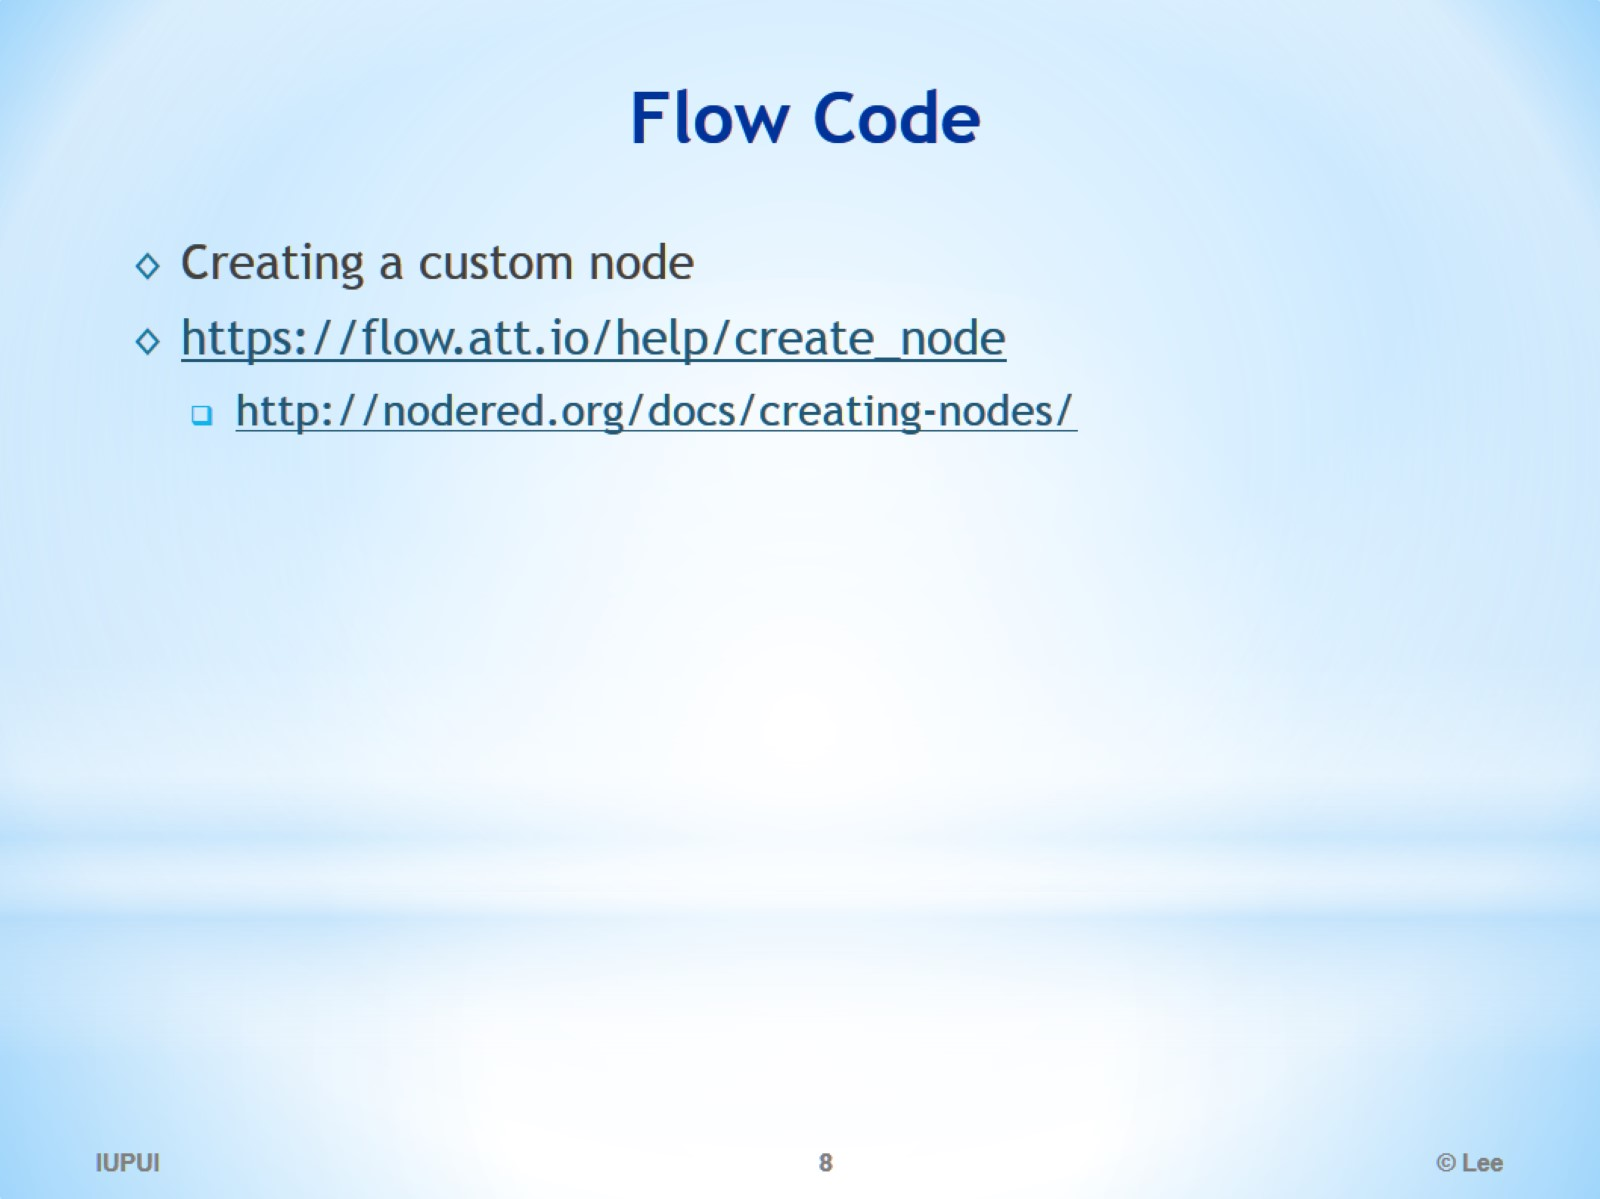 Flow Code
Creating a custom node
https://flow.att.io/help/create_node
http://nodered.org/docs/creating-nodes/
IUPUI
8
© Lee